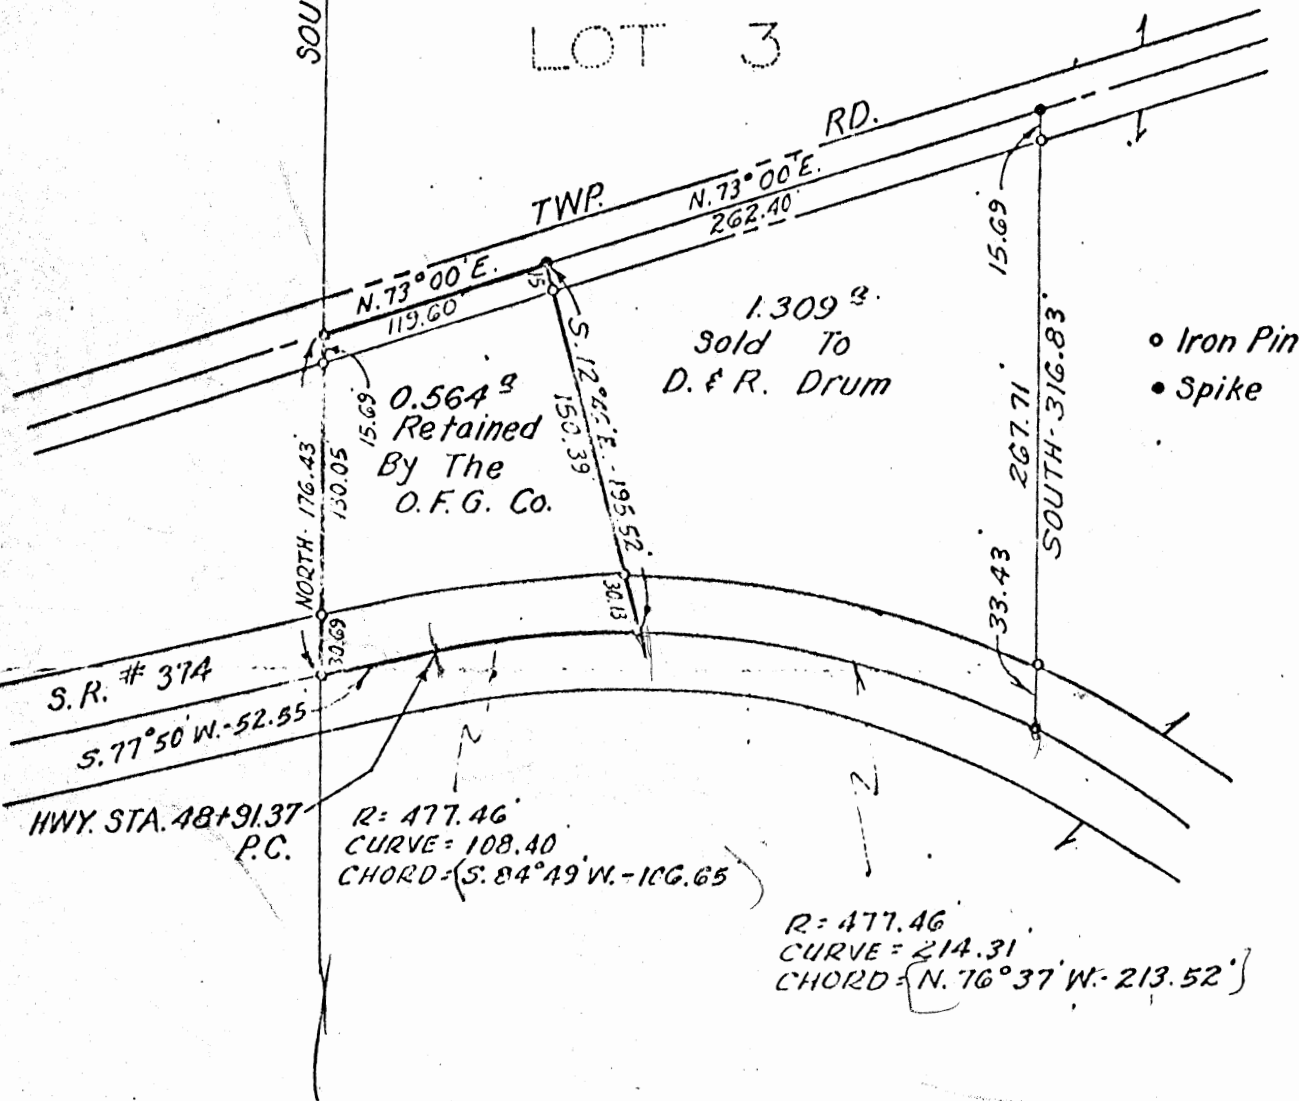 SOU
LOT 3
TWP. RD.
N.73°00'E.
262.40'
N.73°00'E.
119.60'
15
15.69'
15.69'
1.309 a.
Sold To
D. & R. Drum
o Iron Pin
• Spike
0.564 a
Retained
By The
O.F.G. Co.
S.12° E.-195.52'
150.39
30.13
NORTH-176.43'
130.05
30.69
267.71'
SOUTH-316.83'
33.43'
S.R. # 374
S.77°50'W.-52.55'
HWY. STA. 48+91.37
P.C.
R= 477.46'
CURVE= 108.40
CHORD=(S.84°49'W.-106.65')
R= 477.46'
CURVE= 214.31'
CHORD={N.76°37'W.-213.52'}